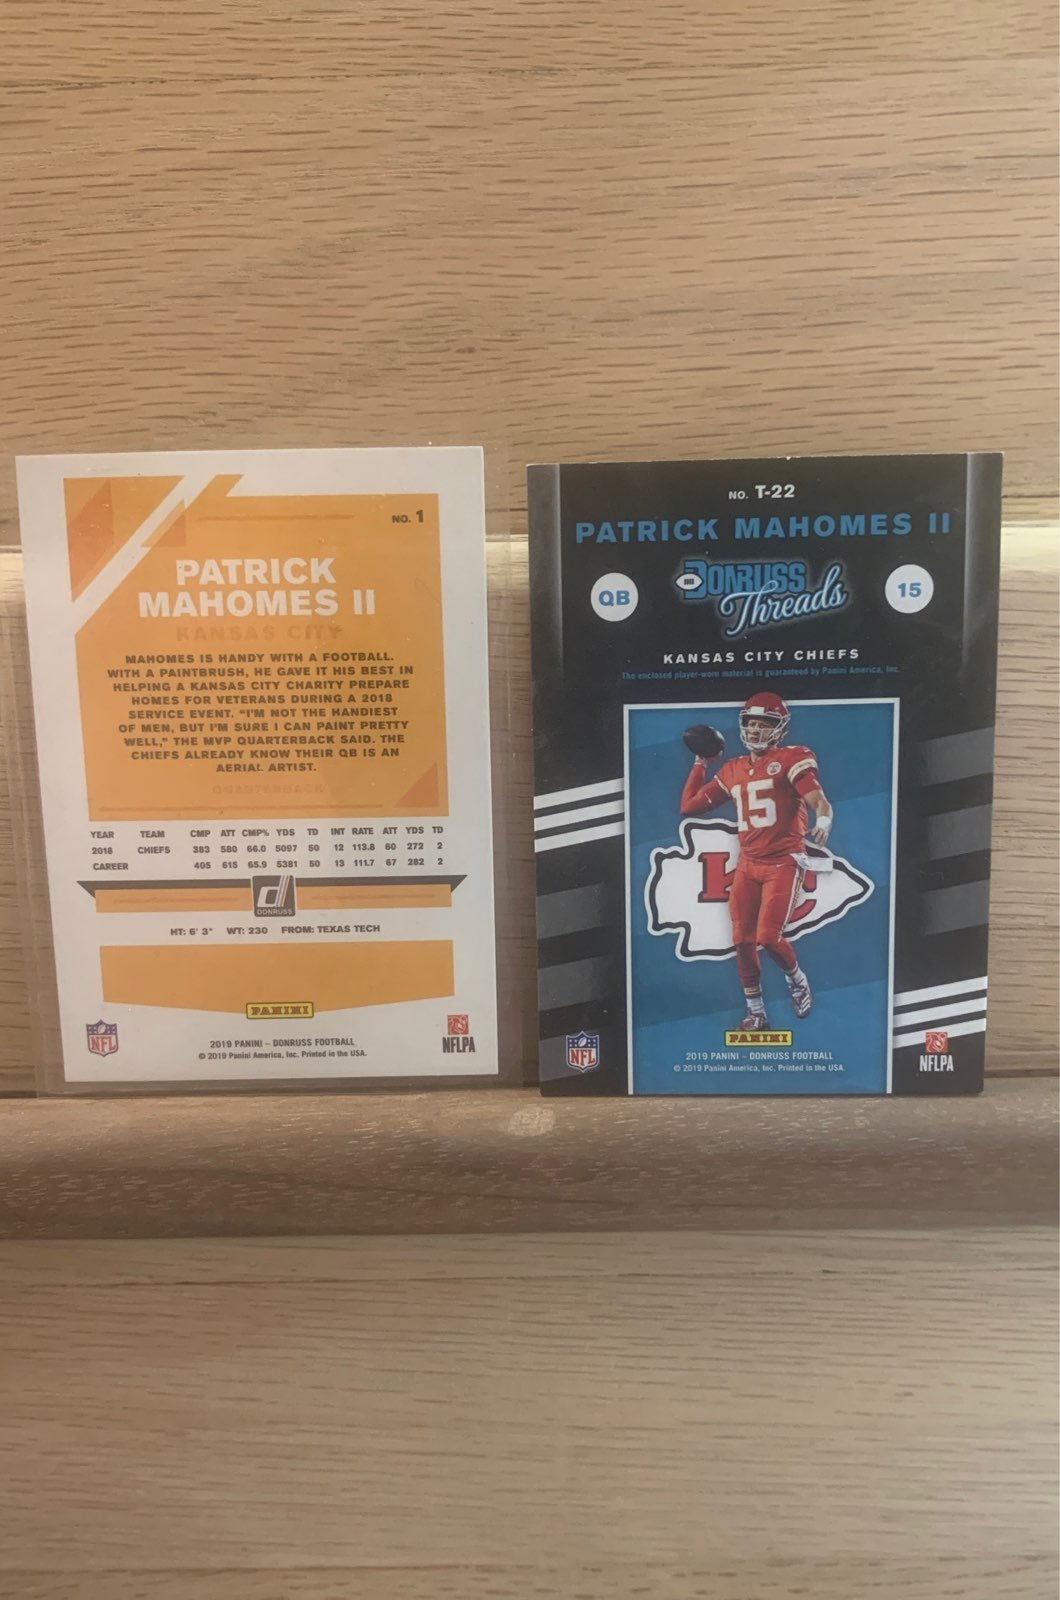 NO. 1
PATRICK
MAHOMES II
KANSAS CITY
MAHOMES IS HANDY WITH A FOOTBALL.
WITH A PAINTBRUSH, HE GAVE IT HIS BEST IN
HELPING A KANSAS CITY CHARITY PREPARE
HOMES FOR VETERANS DURING A 2018
SERVICE EVENT. "I'M NOT THE HANDIEST
OF MEN, BUT I'M SURE I CAN PAINT PRETTY
WELL," THE MVP QUARTERBACK SAID. THE
CHIEFS ALREADY KNOW THEIR QB IS AN
AERIAL ARTIST.
QUARTERBACK
YEAR TEAM CMP ATT CMP% YDS TD INT RATE ATT YDS TD
2018 CHIEFS 383 580 66.0 5097 50 12 113.8 60 272 2
CAREER 405 615 65.9 5381 50 13 111.7 67 282 2
d
DONRUSS
HT: 6' 3" WT: 230 FROM: TEXAS TECH
PANINI
NFL
2019 PANINI – DONRUSS FOOTBALL
© 2019 Panini America, Inc. Printed in the USA.
NFLPA
NO. T-22
PATRICK MAHOMES II
QB
DONRUSS
Threads
15
KANSAS CITY CHIEFS
The enclosed player-worn material is guaranteed by Panini America, Inc.
15
KC
PANINI
NFL
2019 PANINI – DONRUSS FOOTBALL
© 2019 Panini America, Inc. Printed in the USA.
NFLPA